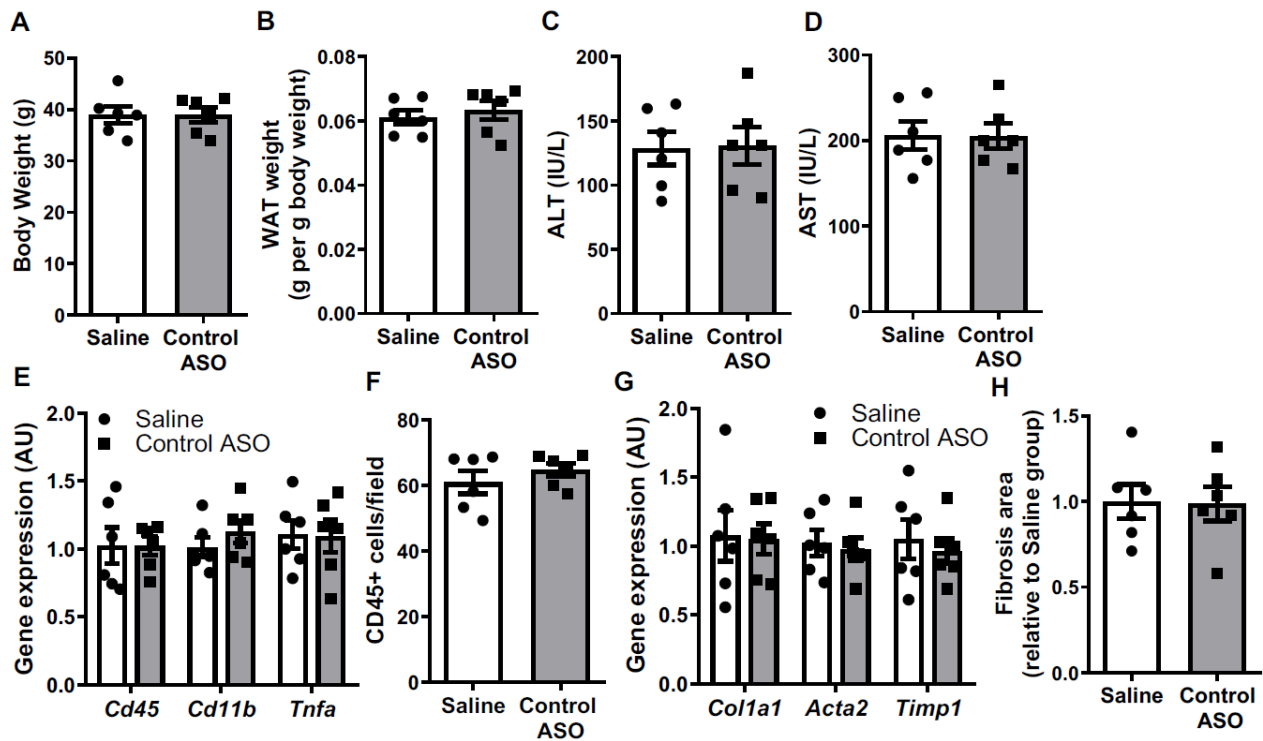 A
Body Weight (g)
50
40
30
20
10
0
Saline
Control
ASO
B
WAT weight
(g per g body weight)
0.08
0.06
0.04
0.02
0.00
Saline
Control
ASO
C
ALT (IU/L)
200
150
100
50
0
Saline
Control
ASO
D
AST (IU/L)
300
200
100
0
Saline
Control
ASO
E
Gene expression (AU)
2.0
1.5
1.0
0.5
0.0
Saline
Control ASO
Cd45 Cd11b Tnfa
F
CD45+ cells/field
80
60
40
20
0
Saline
Control
ASO
G
Gene expression (AU)
2.0
1.5
1.0
0.5
0.0
Saline
Control ASO
Col1a1 Acta2 Timp1
H
Fibrosis area
(relative to Saline group)
1.5
1.0
0.5
0.0
Saline
Control
ASO